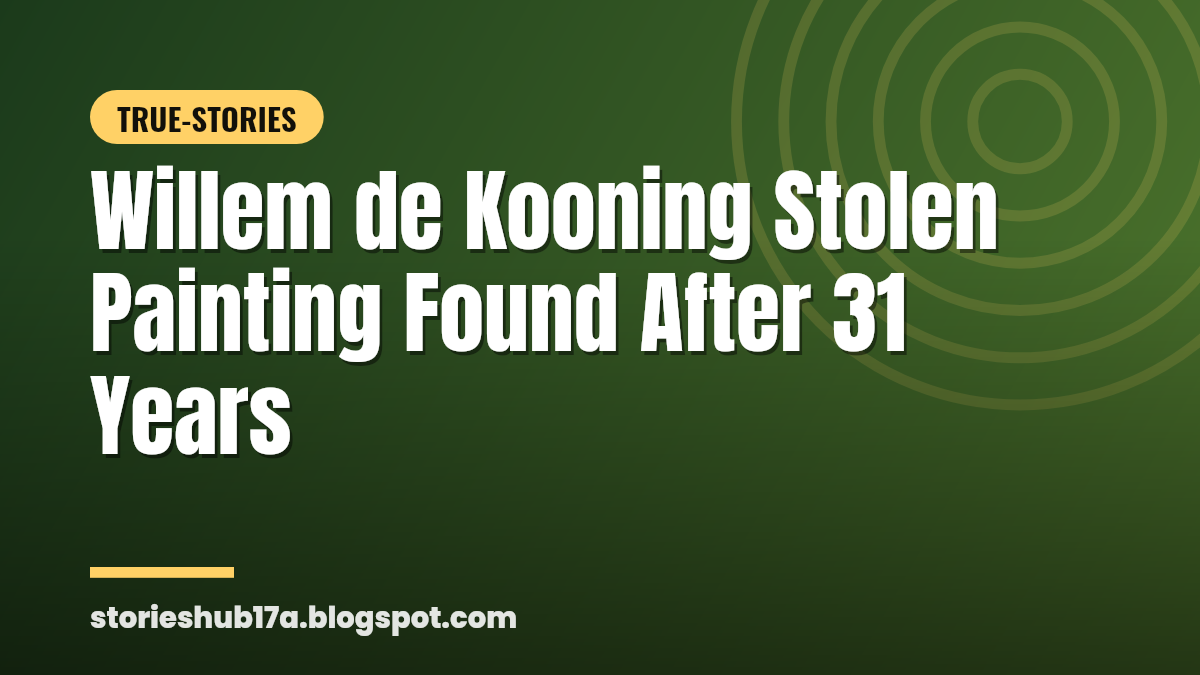 TRUE-STORIES
Willem de Kooning Stolen
Painting Found After 31
Years
storieshub17a.blogspot.com